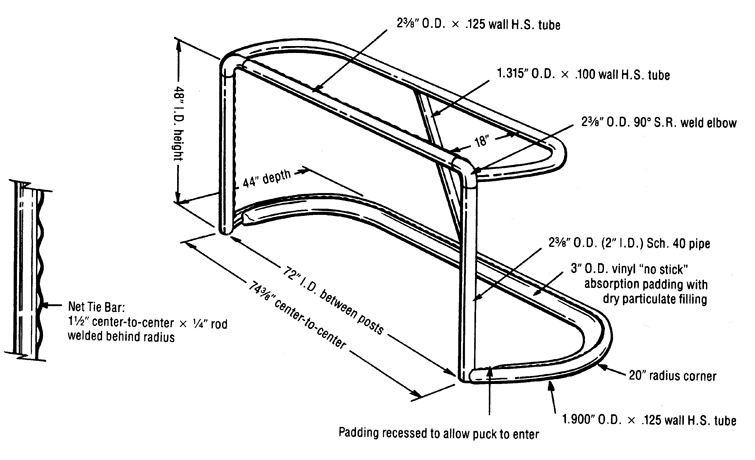 2⅜" O.D. × .125 wall H.S. tube
1.315" O.D. × .100 wall H.S. tube
2⅜" O.D. 90° S.R. weld elbow
18"
48" I.D. height
44" depth
2⅜" O.D. (2" I.D.) Sch. 40 pipe
3" O.D. vinyl "no stick"
absorption padding with
dry particulate filling
72" I.D. between posts
74⅜" center-to-center
Net Tie Bar:
1½" center-to-center × ¼" rod
welded behind radius
20" radius corner
1.900" O.D. × .125 wall H.S. tube
Padding recessed to allow puck to enter